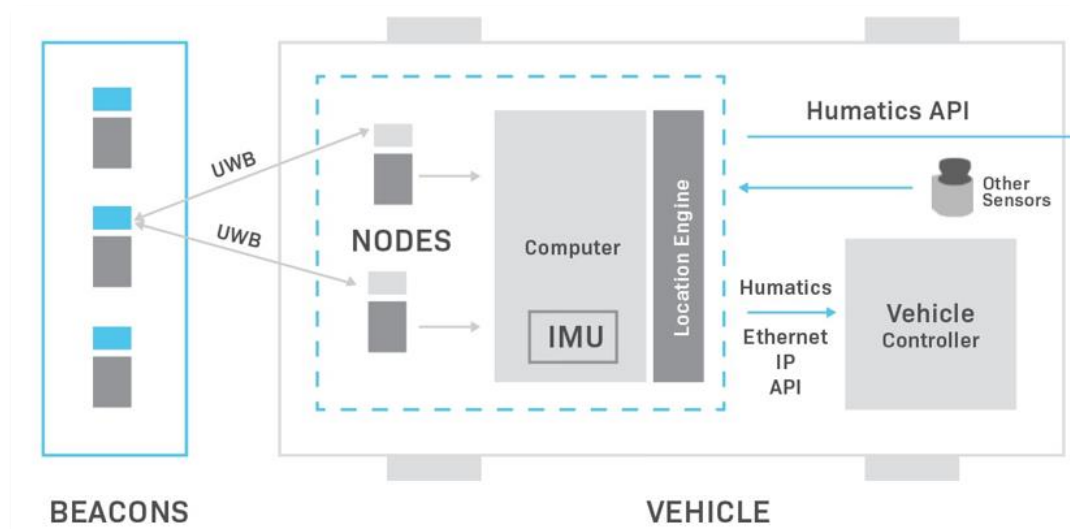 UWB
UWB
NODES
Computer
IMU
Location Engine
Humatics API
Other
Sensors
Humatics
Ethernet
IP
API
Vehicle
Controller
BEACONS
VEHICLE